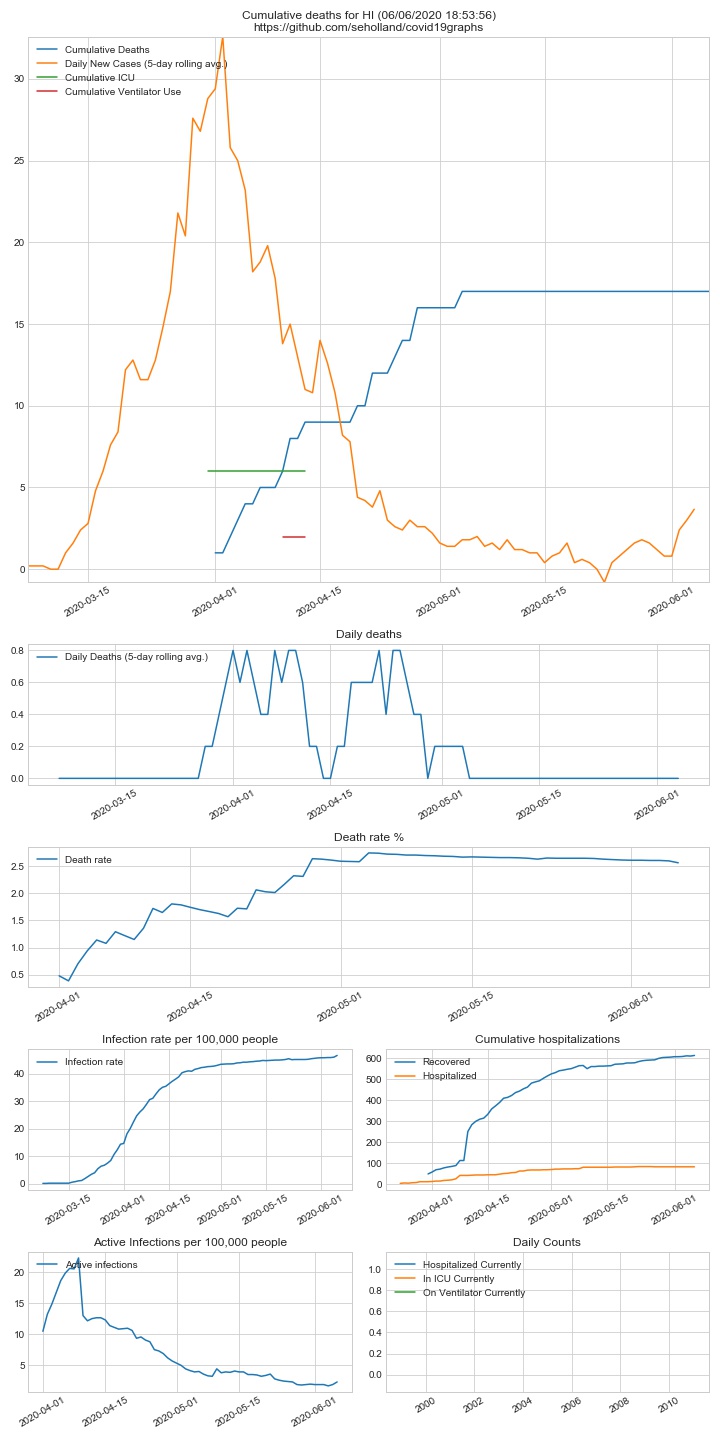 Cumulative deaths for HI (06/06/2020 18:53:56)
https://github.com/seholland/covid19graphs
Cumulative Deaths
Daily New Cases (5-day rolling avg.)
Cumulative ICU
Cumulative Ventilator Use
30
25
20
15
10
5
0
2020-03-15 2020-04-01 2020-04-15 2020-05-01 2020-05-15 2020-06-01
Daily deaths
Daily Deaths (5-day rolling avg.)
0.8
0.6
0.4
0.2
0.0
2020-03-15 2020-04-01 2020-04-15 2020-05-01 2020-05-15 2020-06-01
Death rate %
Death rate
2.5
2.0
1.5
1.0
0.5
2020-04-01 2020-04-15 2020-05-01 2020-05-15 2020-06-01
Infection rate per 100,000 people
Infection rate
40
30
20
10
0
2020-03-15 2020-04-01 2020-04-15 2020-05-01 2020-05-15 2020-06-01
Cumulative hospitalizations
Recovered
Hospitalized
600
500
400
300
200
100
0
2020-04-01 2020-04-15 2020-05-01 2020-05-15 2020-06-01
Active Infections per 100,000 people
Active infections
20
15
10
5
2020-04-01 2020-04-15 2020-05-01 2020-05-15 2020-06-01
Daily Counts
Hospitalized Currently
In ICU Currently
On Ventilator Currently
1.0
0.8
0.6
0.4
0.2
0.0
2000 2002 2004 2006 2008 2010